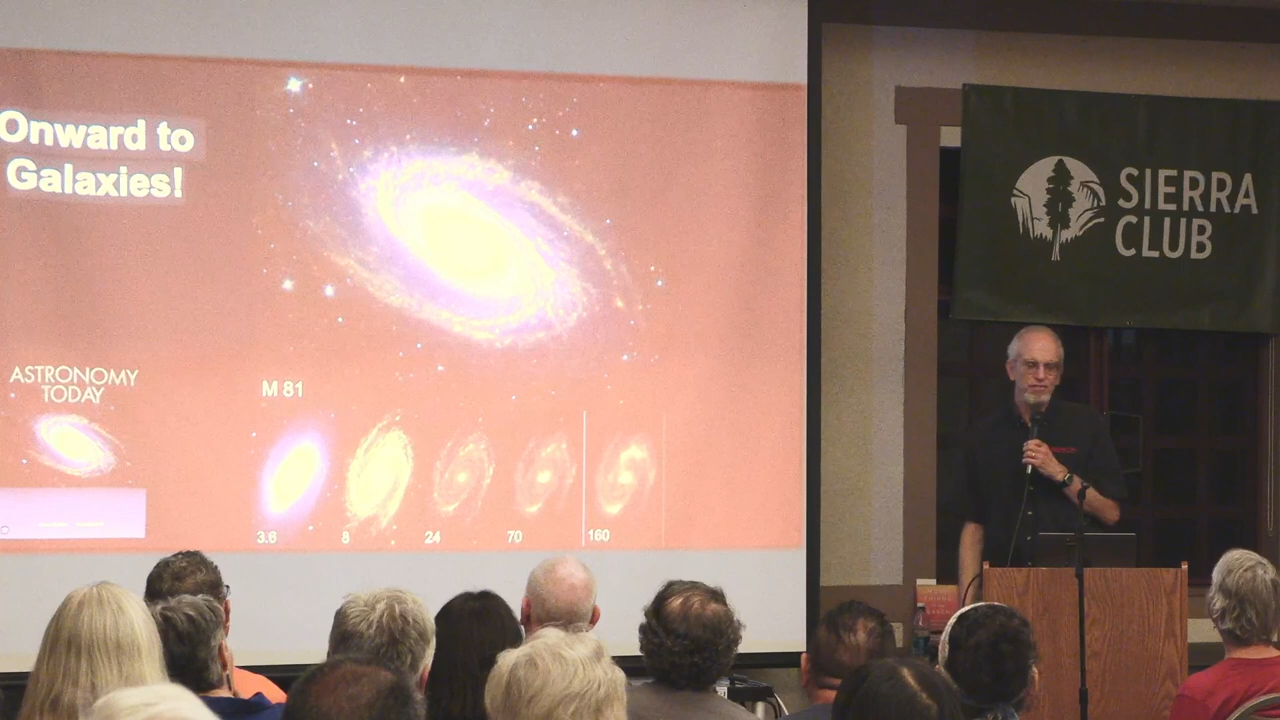 Onward to
Galaxies!
ASTRONOMY
TODAY
M 81
3.6 8 24 70 160
SIERRA
CLUB